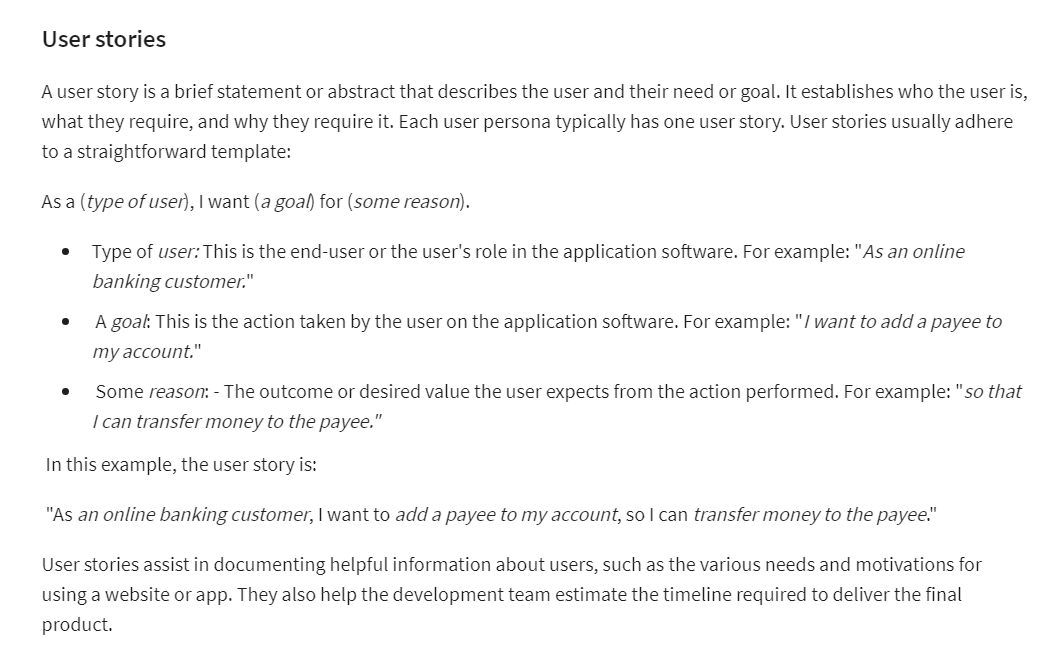 User stories
A user story is a brief statement or abstract that describes the user and their need or goal. It establishes who the user is,
what they require, and why they require it. Each user persona typically has one user story. User stories usually adhere
to a straightforward template:
As a (type of user), I want (a goal) for (some reason).
• Type of user: This is the end-user or the user's role in the application software. For example: "As an online
banking customer."
• A goal: This is the action taken by the user on the application software. For example: "I want to add a payee to
my account."
• Some reason: - The outcome or desired value the user expects from the action performed. For example: "so that
I can transfer money to the payee."
In this example, the user story is:
"As an online banking customer, I want to add a payee to my account, so I can transfer money to the payee."
User stories assist in documenting helpful information about users, such as the various needs and motivations for
using a website or app. They also help the development team estimate the timeline required to deliver the final
product.